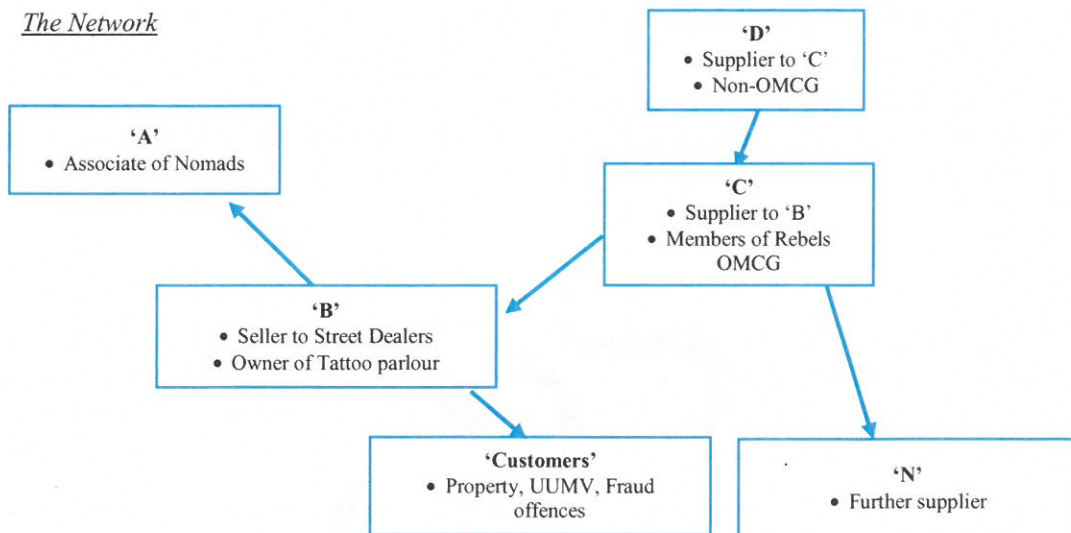 The Network
‘D’
• Supplier to ‘C’
• Non-OMCG
‘A’
• Associate of Nomads
‘C’
• Supplier to ‘B’
• Members of Rebels
OMCG
‘B’
• Seller to Street Dealers
• Owner of Tattoo parlour
‘Customers’
• Property, UUMV, Fraud
offences
‘N’
• Further supplier